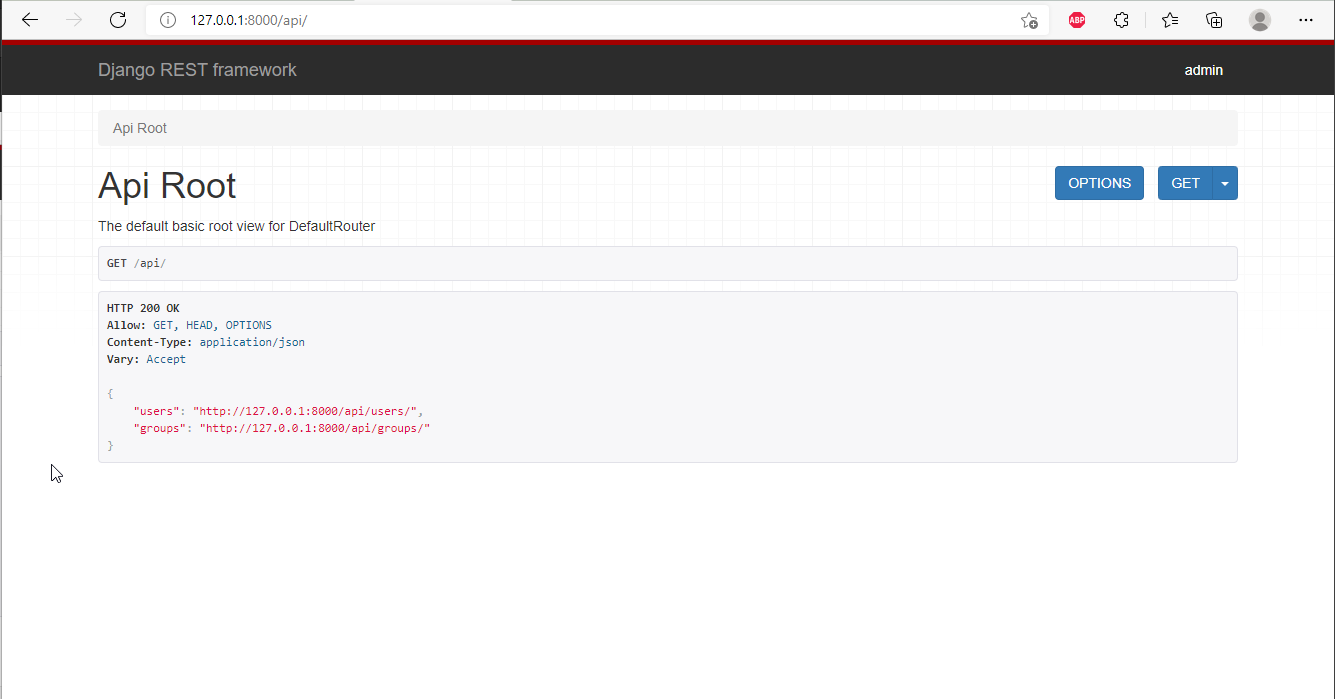 127.0.0.1:8000/api/
ABP
Django REST framework
admin
Api Root
Api Root
OPTIONS
GET
The default basic root view for DefaultRouter
GET /api/
HTTP 200 OK
Allow: GET, HEAD, OPTIONS
Content-Type: application/json
Vary: Accept
{
    "users": "http://127.0.0.1:8000/api/users/",
    "groups": "http://127.0.0.1:8000/api/groups/"
}